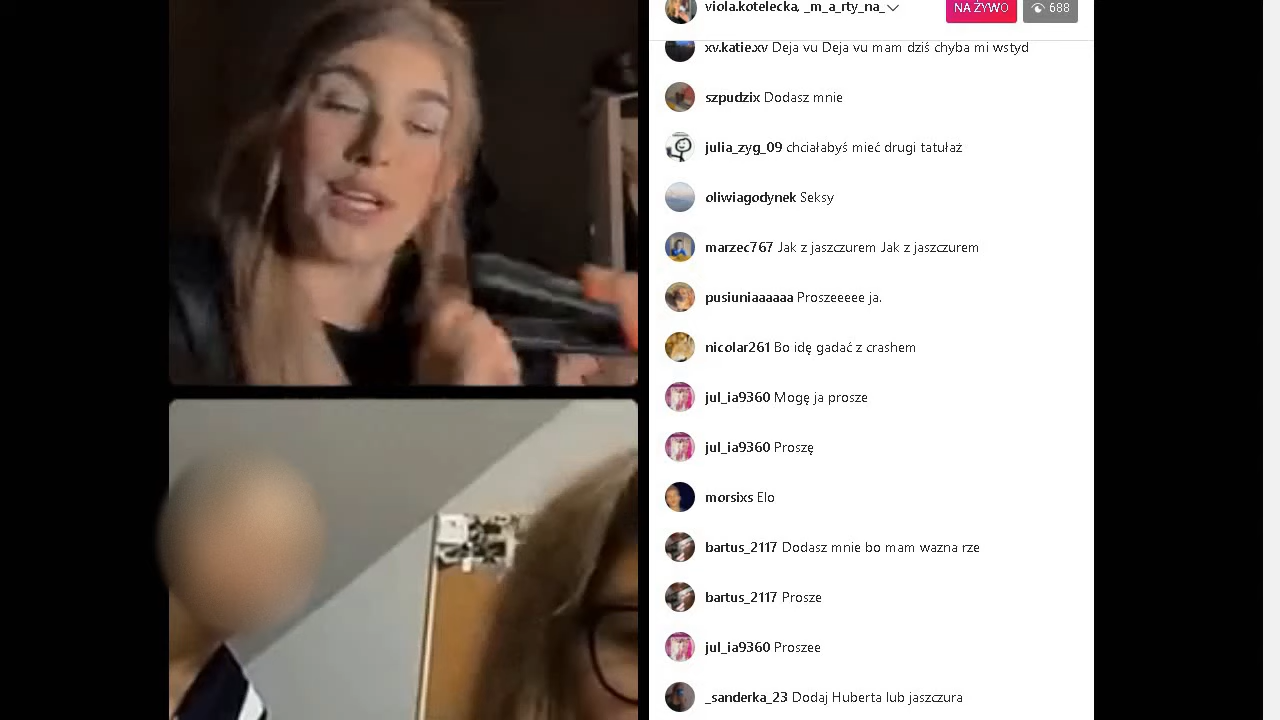 viola.kotelecka, _m_a_rty_na_
NA ŻYWO
688
xv.katie.xv Deja vu Deja vu mam dziś chyba mi wstyd
szpudzix Dodasz mnie
julia_zyg_09 chciałabyś mieć drugi tatułaż
oliwiagodynek Seksy
marzec767 Jak z jaszczurem Jak z jaszczurem
pusiuniaaaaaa Proszeeeee ja.
nicolar261 Bo idę gadać z crashem
jul_ia9360 Mogę ja prosze
jul_ia9360 Proszę
morsixs Elo
bartus_2117 Dodasz mnie bo mam wazna rze
bartus_2117 Prosze
jul_ia9360 Proszee
_sanderka_23 Dodaj Huberta lub jaszczura